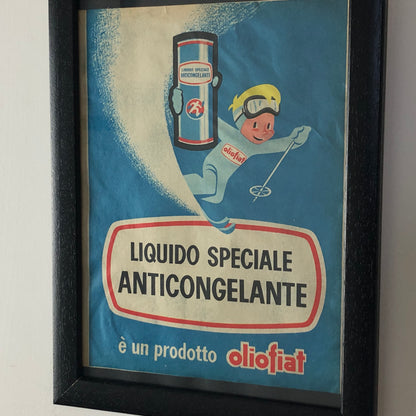 LIQUIDO SPECIALE
ANTICONGELANTE
oliofiat
LIQUIDO SPECIALE
ANTICONGELANTE
è un prodotto oliofiat